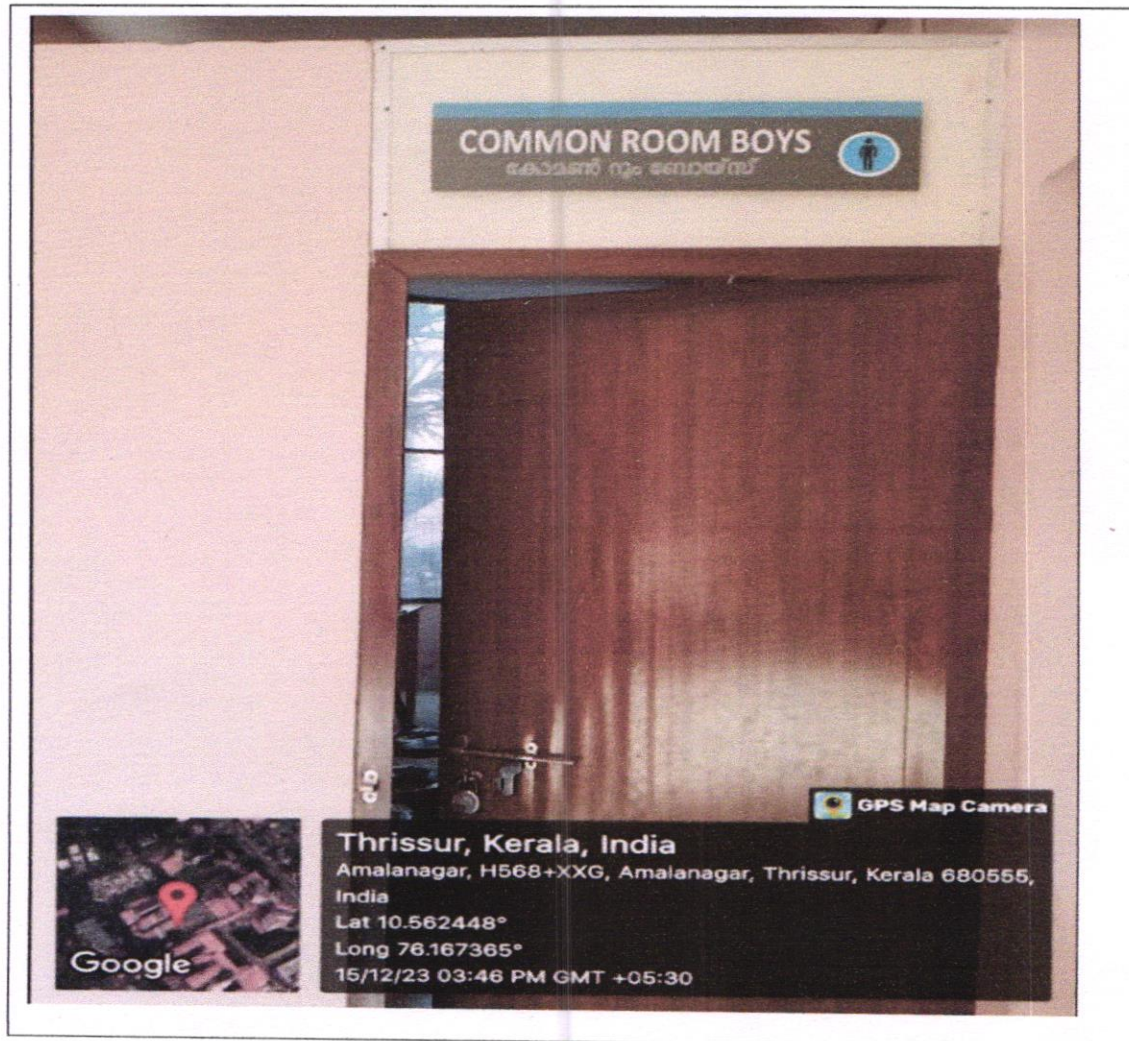 COMMON ROOM BOYS
കോമൺ റൂം ബോയ്സ്
GPS Map Camera
Thrissur, Kerala, India
Amalanagar, H568+XXG, Amalanagar, Thrissur, Kerala 680555,
India
Lat 10.562448°
Long 76.167365°
15/12/23 03:46 PM GMT +05:30
Google